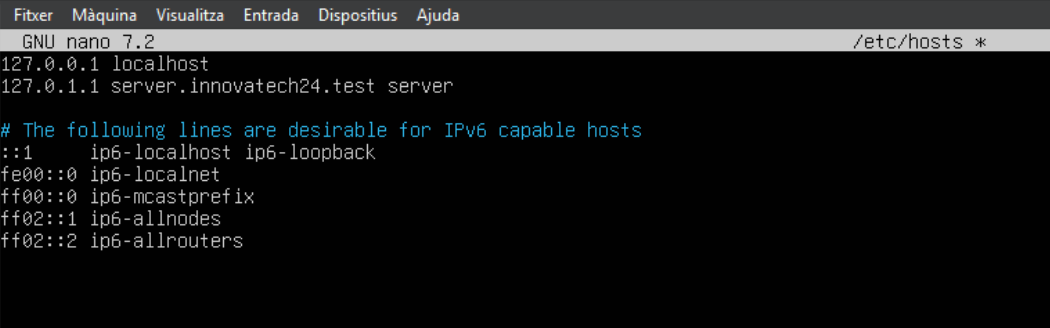 Fitxer Màquina Visualitza Entrada Dispositius Ajuda
GNU nano 7.2 /etc/hosts *
127.0.0.1 localhost
127.0.1.1 server.innovatech24.test server
# The following lines are desirable for IPv6 capable hosts
::1 ip6-localhost ip6-loopback
fe00::0 ip6-localnet
ff00::0 ip6-mcastprefix
ff02::1 ip6-allnodes
ff02::2 ip6-allrouters